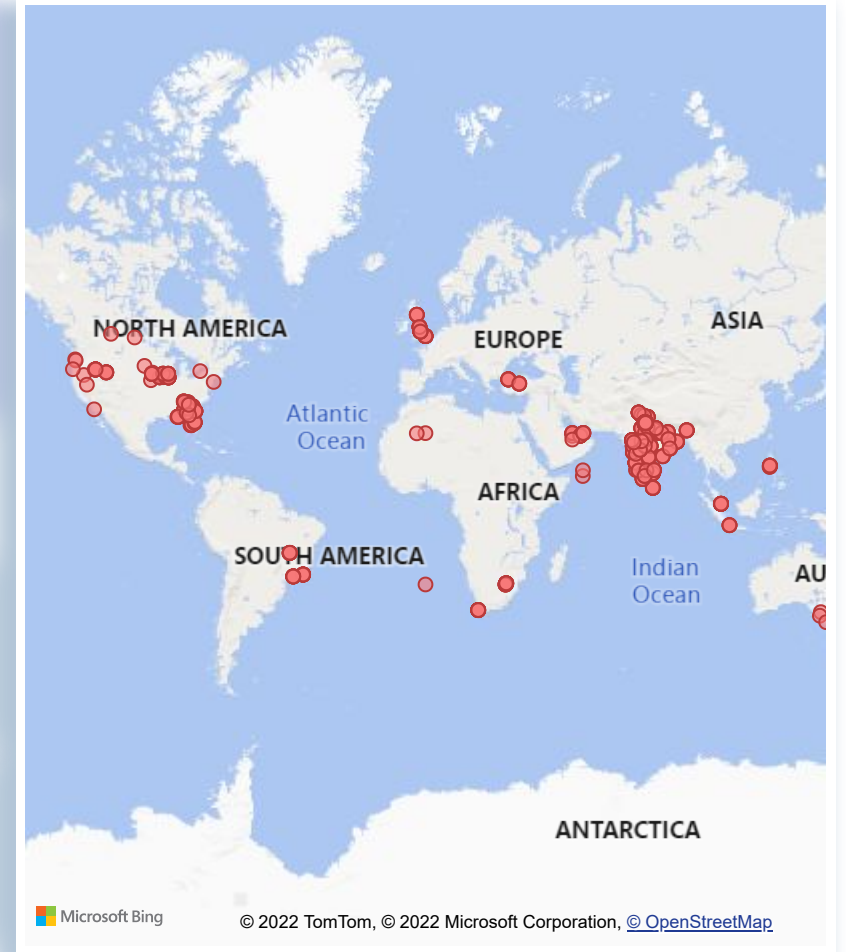 NORTH AMERICA
EUROPE
ASIA
Atlantic
Ocean
AFRICA
SOUTH AMERICA
Indian
Ocean
AU
ANTARCTICA
Microsoft Bing
© 2022 TomTom, © 2022 Microsoft Corporation, © OpenStreetMap